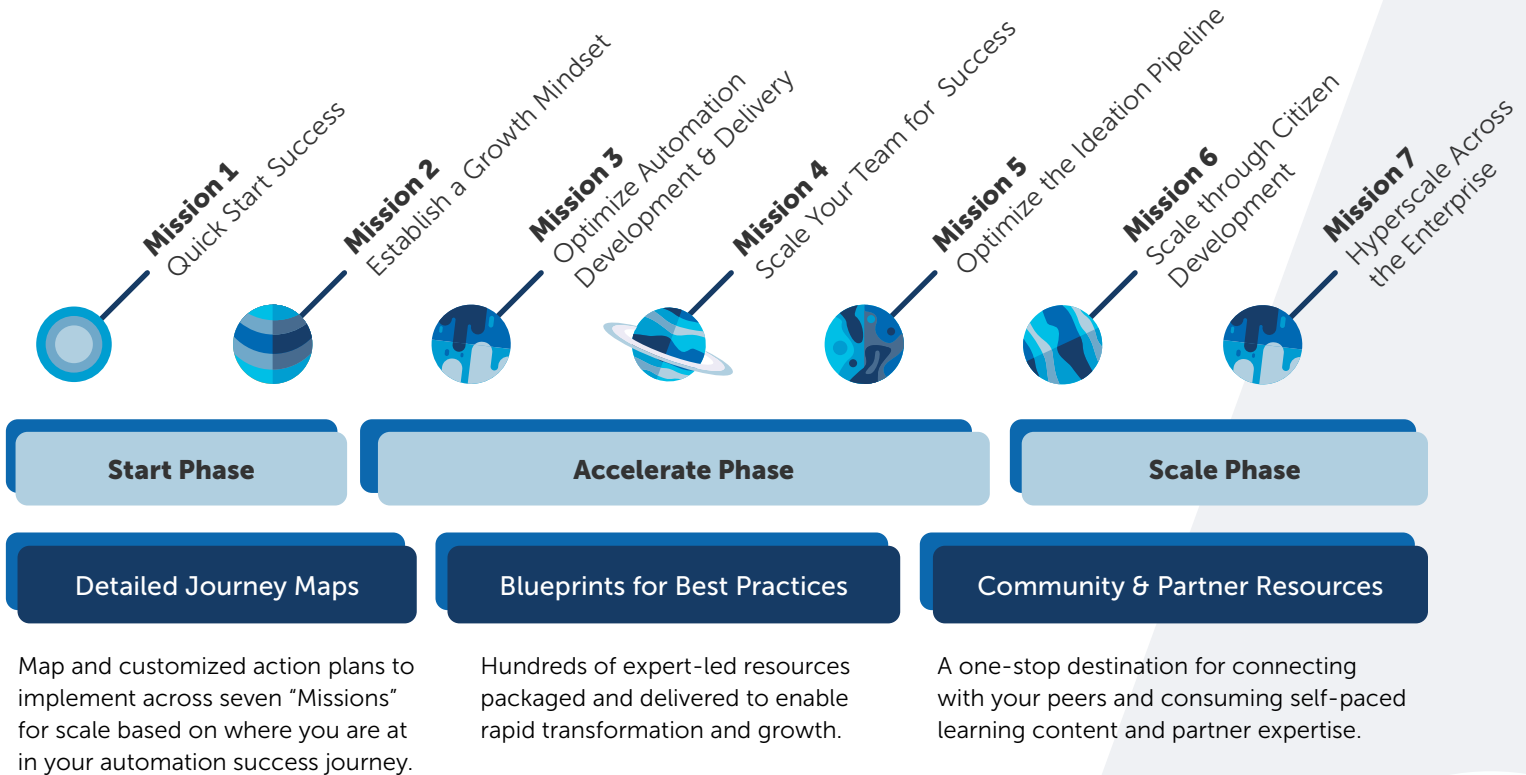 Mission 1
Quick Start Success
Mission 2
Establish a Growth Mindset
Mission 3
Optimize Automation
Development & Delivery
Mission 4
Scale Your Team for Success
Mission 5
Optimize the Ideation Pipeline
Mission 6
Scale through Citizen
Development
Mission 7
Hyperscale Across
the Enterprise
Start Phase
Accelerate Phase
Scale Phase
Detailed Journey Maps
Blueprints for Best Practices
Community & Partner Resources
Map and customized action plans to
implement across seven “Missions”
for scale based on where you are at
in your automation success journey.
Hundreds of expert-led resources
packaged and delivered to enable
rapid transformation and growth.
A one-stop destination for connecting
with your peers and consuming self-paced
learning content and partner expertise.